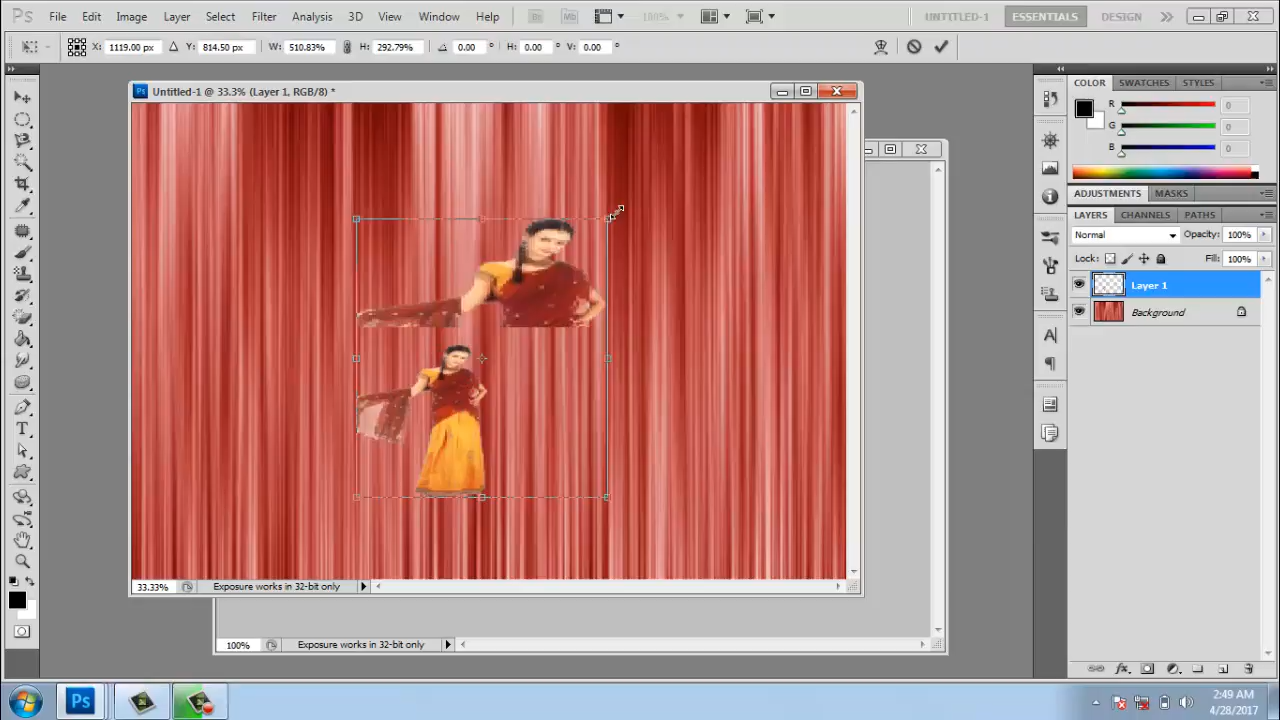 Ps File Edit Image Layer Select Filter Analysis 3D View Window Help Br Mb 100% UNTITLED-1 ESSENTIALS DESIGN
X: 1119.00 px Y: 814.50 px W: 510.83% H: 292.79% 0.00 ° H: 0.00 ° V: 0.00 °
Untitled-1 @ 33.3% (Layer 1, RGB/8) *
33.33% Exposure works in 32-bit only
100% Exposure works in 32-bit only
COLOR SWATCHES STYLES
R 0
G 0
B 0
ADJUSTMENTS MASKS
LAYERS CHANNELS PATHS
Normal Opacity: 100%
Lock: Fill: 100%
Layer 1
Background
Ps
2:49 AM
4/28/2017